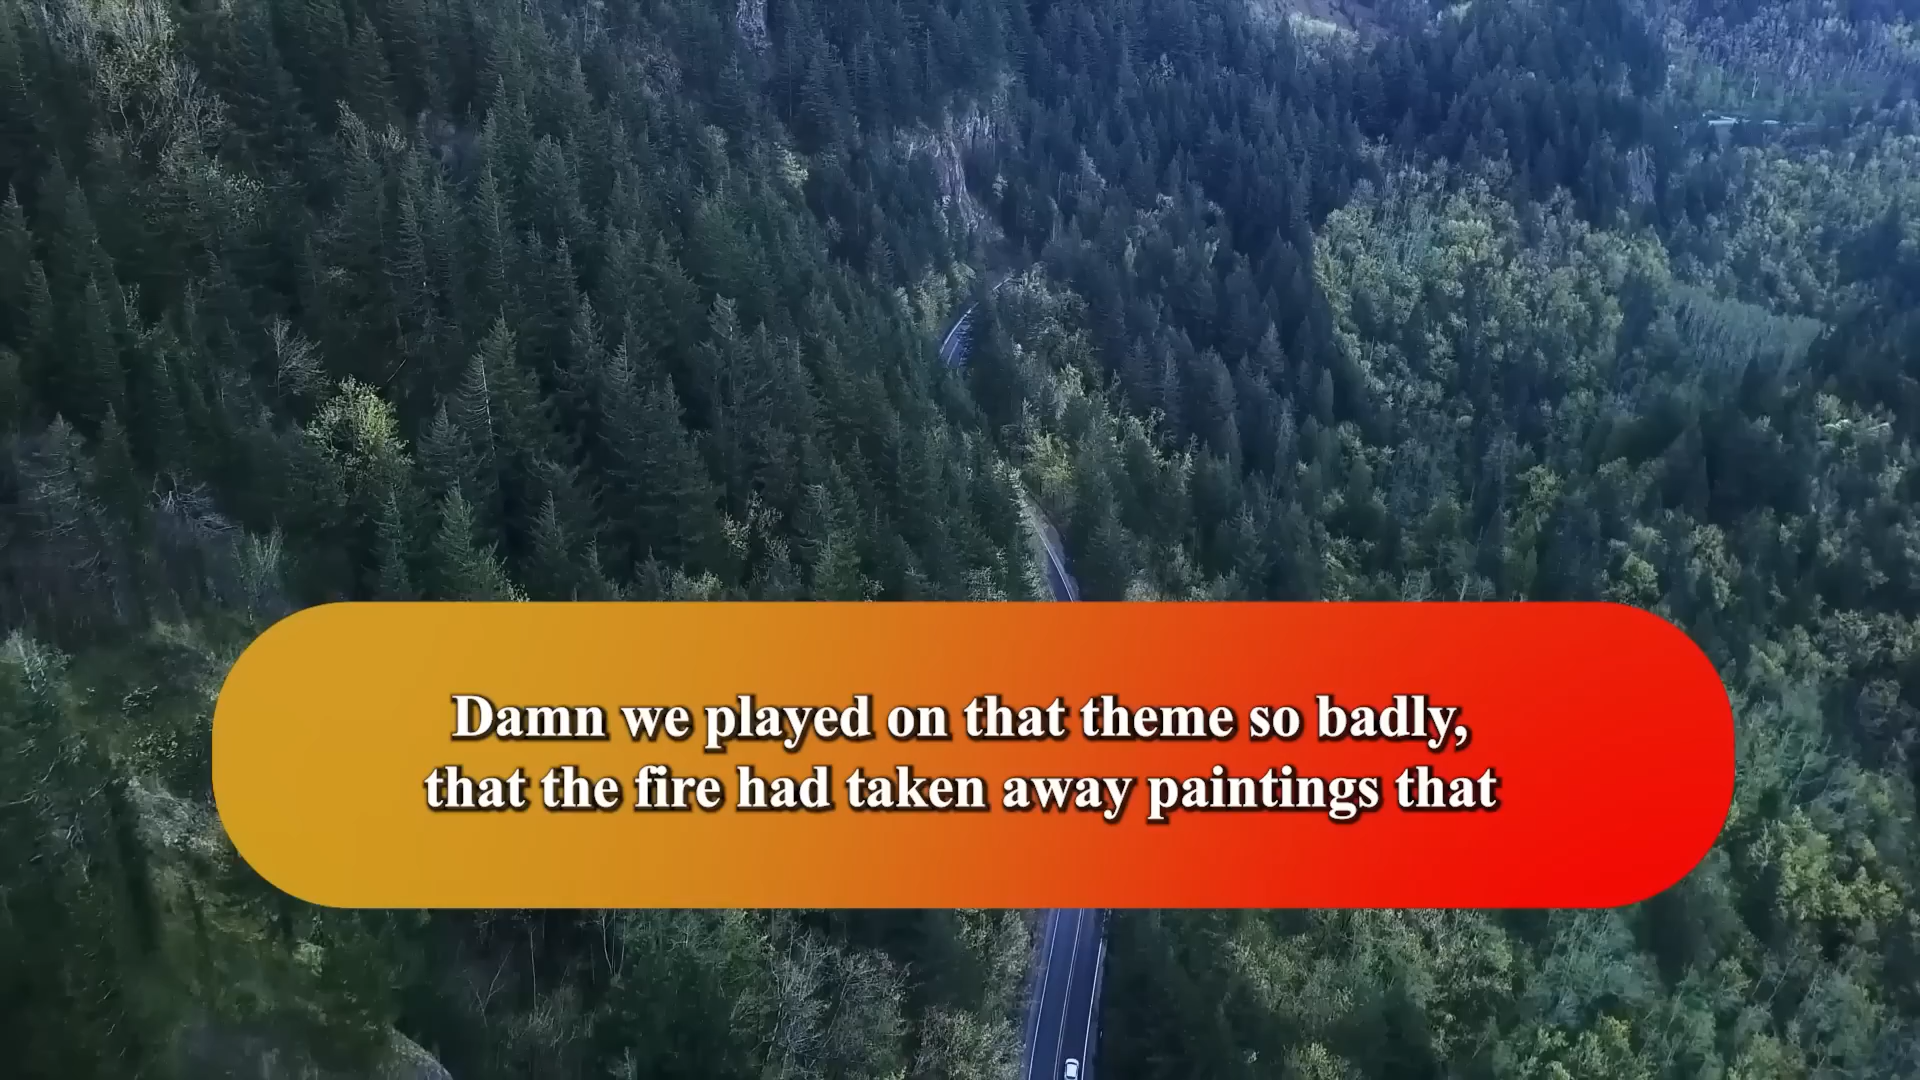 Damn we played on that theme so badly,
that the fire had taken away paintings that